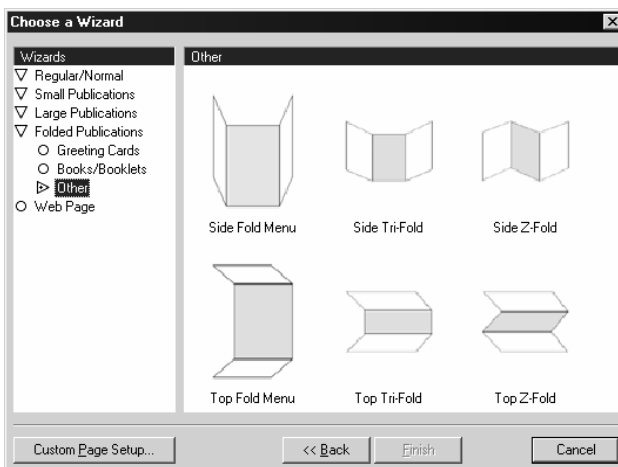 Choose a Wizard
Wizards
Regular/Normal
Small Publications
Large Publications
Folded Publications
Greeting Cards
Books/Booklets
Other
Web Page
Other
Side Fold Menu
Side Tri-Fold
Side Z-Fold
Top Fold Menu
Top Tri-Fold
Top Z-Fold
Custom Page Setup...
<< Back
Finish
Cancel